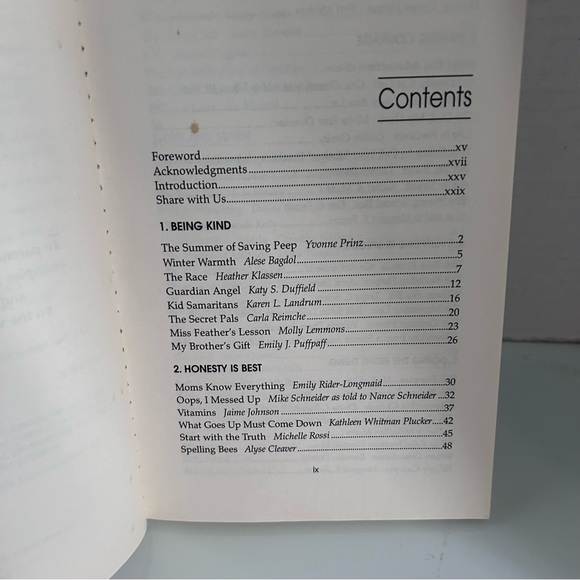 Contents
Foreword..........xv
Acknowledgments..........xvii
Introduction..........xxv
Share with Us..........xxix
1. BEING KIND
The Summer of Saving Peep Yvonne Prinz..........2
Winter Warmth Alese Bagdol..........5
The Race Heather Klassen..........7
Guardian Angel Katy S. Duffield..........12
Kid Samaritans Karen L. Landrum..........16
The Secret Pals Carla Reimche..........20
Miss Feather's Lesson Molly Lemmons..........23
My Brother's Gift Emily J. Puffpaff..........26
2. HONESTY IS BEST
Moms Know Everything Emily Rider-Longmaid..........30
Oops, I Messed Up Mike Schneider as told to Nance Schneider ...32
Vitamins Jaime Johnson..........37
What Goes Up Must Come Down Kathleen Whitman Plucker.....42
Start with the Truth Michelle Rossi..........45
Spelling Bees Alyse Cleaver..........48
ix